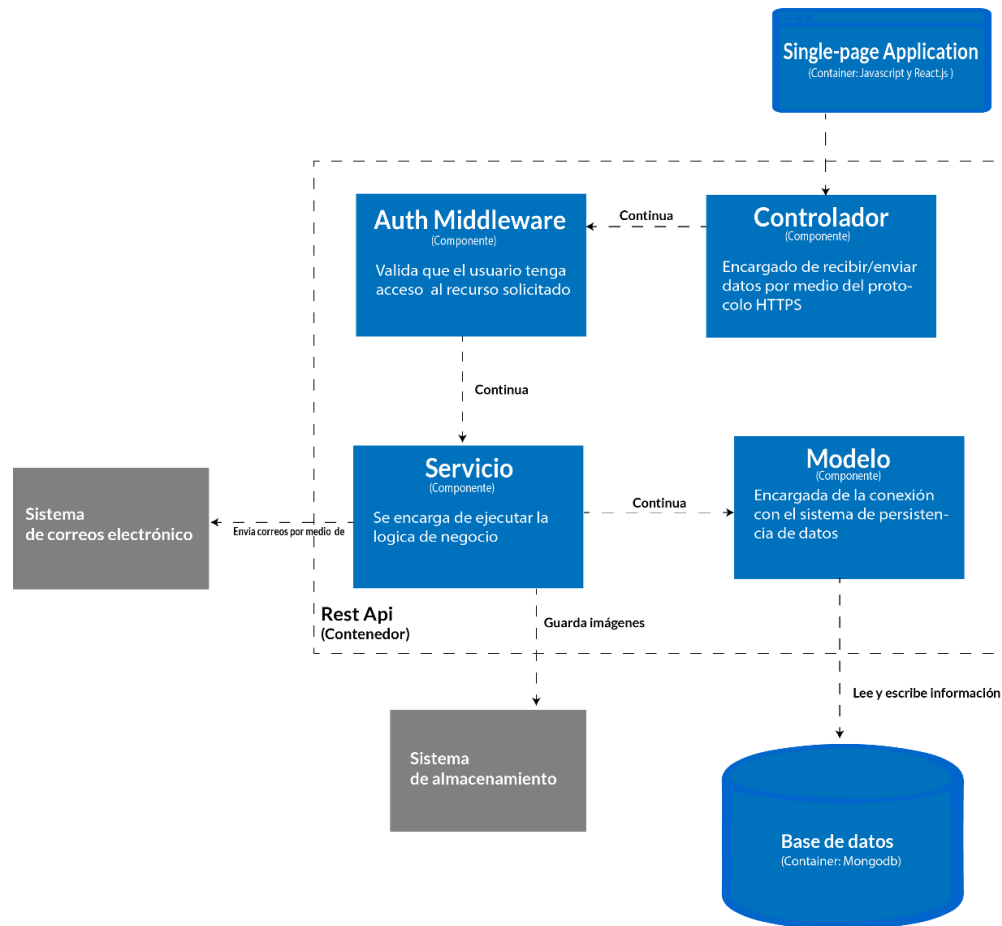 Single-page Application
(Container: Javascript y React.js )
Auth Middleware
(Componente)
Valida que el usuario tenga
acceso al recurso solicitado
Continua
Controlador
(Componente)
Encargado de recibir/enviar
datos por medio del proto-
colo HTTPS
Continua
Servicio
(Componente)
Se encarga de ejecutar la
logica de negocio
Continua
Modelo
(Componente)
Encargada de la conexión
con el sistema de persisten-
cia de datos
Sistema
de correos electrónico
Envia correos por medio de
Rest Api
(Contenedor)
Guarda imágenes
Lee y escribe información
Sistema
de almacenamiento
Base de datos
(Container: Mongodb)